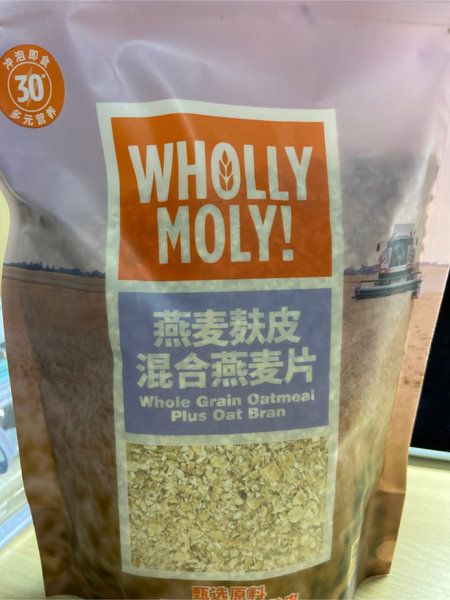 冲泡即食
30"
多元营养
WHOLLY
MOLY!
燕麦麸皮
混合燕麦片
Whole Grain Oatmeal
Plus Oat Bran
甄选原料